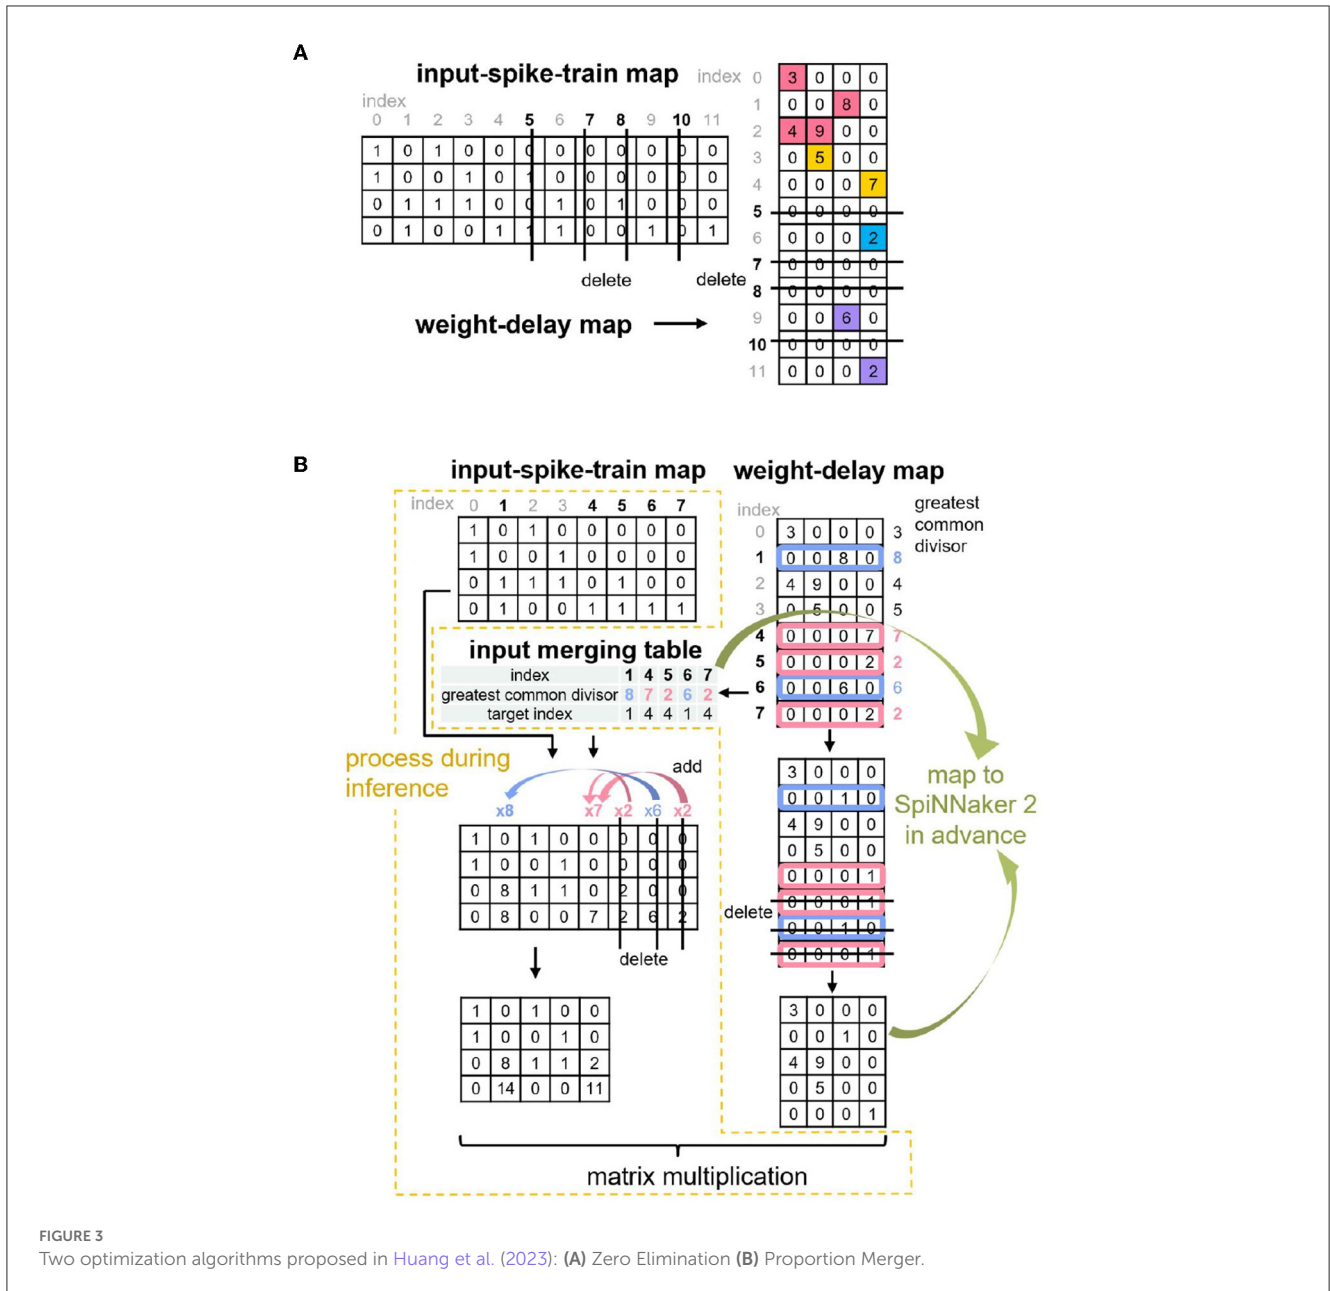 A
input-spike-train map
index
0 1 2 3 4 5 6 7 8 9 10 11
1 0 1 0 0 0 0 0 0 0 0 0
1 0 0 1 0 1 0 0 0 0 0 0
0 1 1 1 0 0 1 0 1 0 0 0
0 1 0 0 1 1 1 0 0 1 0 1
delete
weight-delay map
index
0 3 0 0 0
1 0 0 8 0
2 4 9 0 0
3 0 5 0 0
4 0 0 0 7
5 0 0 0 0
6 0 0 0 2
7 0 0 0 0
delete
8 0 0 0 0
9 0 0 6 0
10 0 0 0 0
11 0 0 0 2
B
input-spike-train map
index 0 1 2 3 4 5 6 7
1 0 1 0 0 0 0 0
1 0 0 1 0 0 0 0
0 1 1 1 0 1 0 0
0 1 0 0 1 1 1 1
weight-delay map
index
greatest
common
divisor
0 3 0 0 0 3
1 0 0 8 0 8
2 4 9 0 0 4
3 0 5 0 0 5
4 0 0 0 7 7
5 0 0 0 2 2
6 0 0 6 0 6
7 0 0 0 2 2
input merging table
index 1 4 5 6 7
greatest common divisor 8 7 2 6 2
target index 1 4 4 1 4
process during
inference
add
x8 x7 x2 x6 x2
1 0 1 0 0 0 0 0
1 0 0 1 0 0 0 0
0 8 1 1 0 2 0 0
0 8 0 0 7 2 6 2
delete
3 0 0 0
0 0 1 0
4 9 0 0
0 5 0 0
0 0 0 1
0 0 0 1
delete
0 0 1 0
0 0 0 1
map to
SpiNNaker 2
in advance
1 0 1 0 0
1 0 0 1 0
0 8 1 1 2
0 14 0 0 11
3 0 0 0
0 0 1 0
4 9 0 0
0 5 0 0
0 0 0 1
matrix multiplication
FIGURE 3
Two optimization algorithms proposed in Huang et al. (2023): (A) Zero Elimination (B) Proportion Merger.